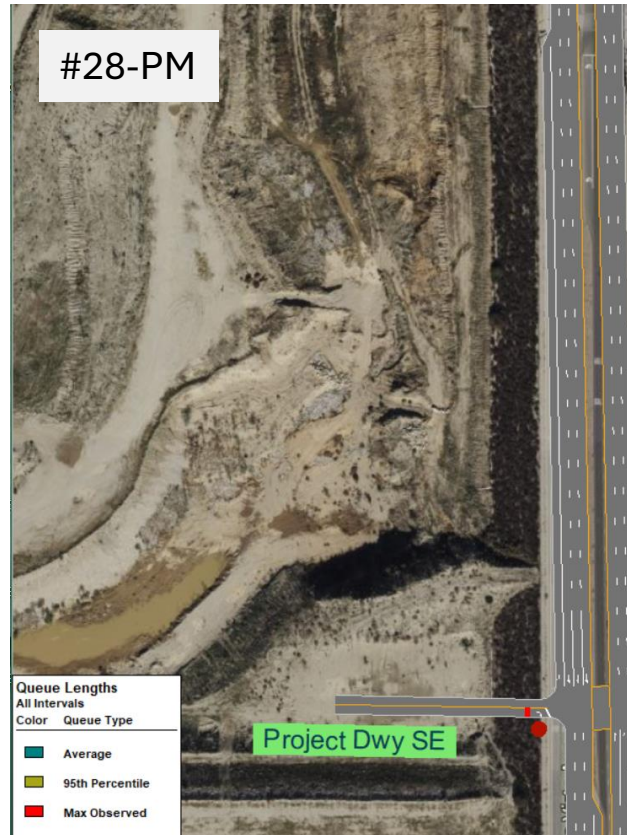 #28-PM
Queue Lengths
All Intervals
Color Queue Type
Average
95th Percentile
Max Observed
Project Dwy SE